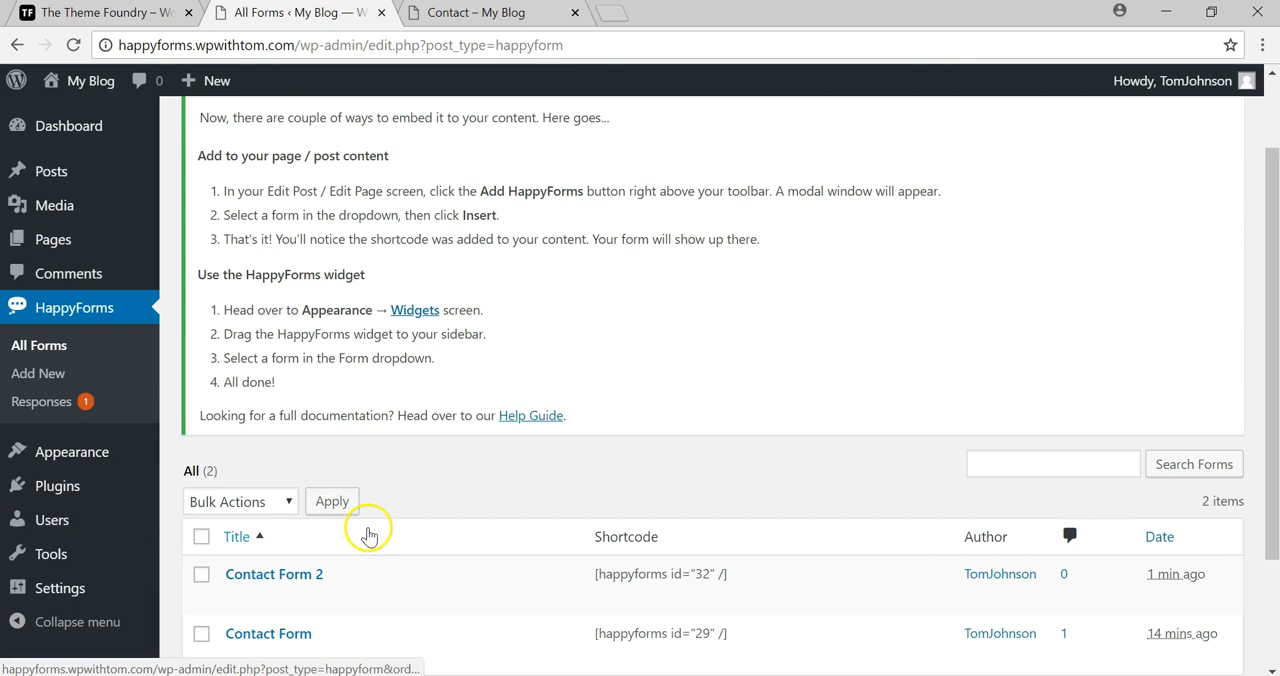 TF The Theme Foundry – Wo
All Forms ‹ My Blog — W
Contact – My Blog
happyforms.wpwithtom.com/wp-admin/edit.php?post_type=happyform
My Blog
0
New
Howdy, TomJohnson
Dashboard
Posts
Media
Pages
Comments
HappyForms
All Forms
Add New
Responses 1
Appearance
Plugins
Users
Tools
Settings
Collapse menu
Now, there are couple of ways to embed it to your content. Here goes...
Add to your page / post content
1. In your Edit Post / Edit Page screen, click the Add HappyForms button right above your toolbar. A modal window will appear.
2. Select a form in the dropdown, then click Insert.
3. That's it! You'll notice the shortcode was added to your content. Your form will show up there.
Use the HappyForms widget
1. Head over to Appearance → Widgets screen.
2. Drag the HappyForms widget to your sidebar.
3. Select a form in the Form dropdown.
4. All done!
Looking for a full documentation? Head over to our Help Guide.
All (2)
Search Forms
Bulk Actions
Apply
2 items
Title
Shortcode
Author
Date
Contact Form 2
[happyforms id="32" /]
TomJohnson
0
1 min ago
Contact Form
[happyforms id="29" /]
TomJohnson
1
14 mins ago
happyforms.wpwithtom.com/wp-admin/edit.php?post_type=happyform&ord...